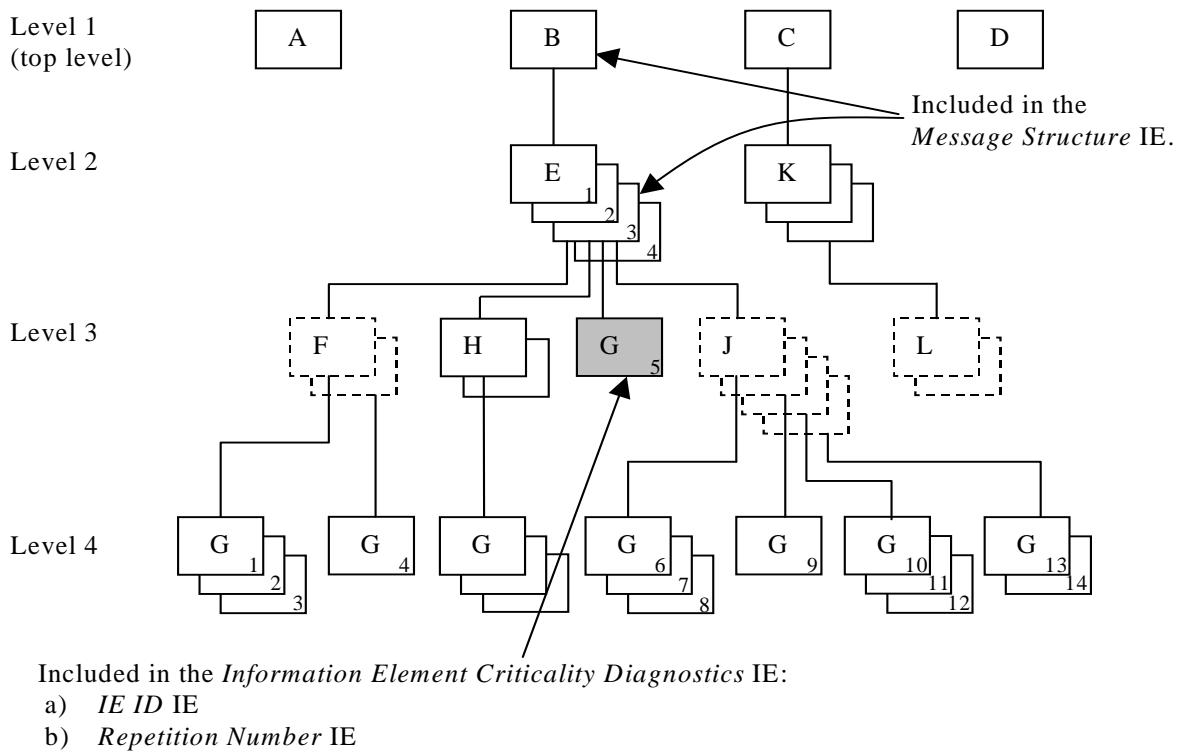 Level 1
(top level)
A
B
C
D
Included in the
Message Structure IE.
Level 2
E
1
2
3
4
K
Level 3
F
H
G
5
J
L
Level 4
G
1
2
3
G
4
G
G
6
7
8
G
9
G
10
11
12
G
13
14
Included in the Information Element Criticality Diagnostics IE:
a) IE ID IE
b) Repetition Number IE